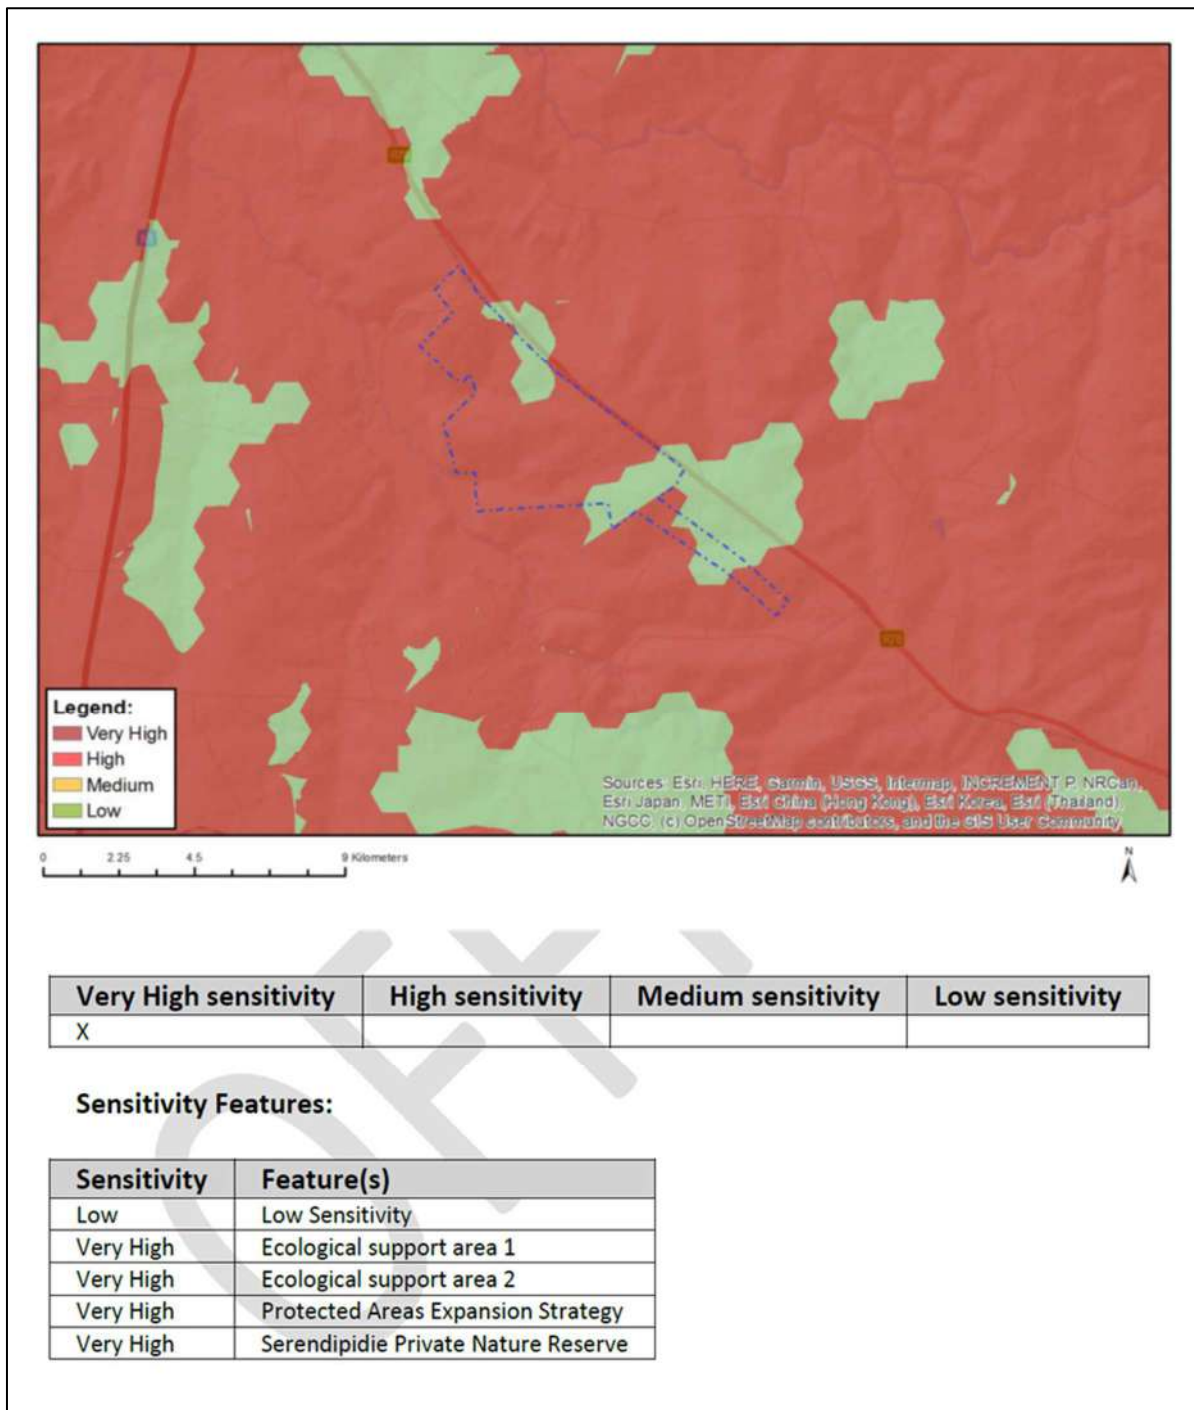 Legend:
Very High
High
Medium
Low
Sources: Esri, HERE, Garmin, USGS, Intermap, INCREMENT P, NRCan,
Esri Japan, METI, Esri China (Hong Kong), Esri Korea, Esri (Thailand),
NGCC, (c) OpenStreetMap contributors, and the GIS User Community
0 2.25 4.5 9 Kilometers
N
Very High sensitivity High sensitivity Medium sensitivity Low sensitivity
X
Sensitivity Features:
Sensitivity Feature(s)
Low Low Sensitivity
Very High Ecological support area 1
Very High Ecological support area 2
Very High Protected Areas Expansion Strategy
Very High Serendipidie Private Nature Reserve